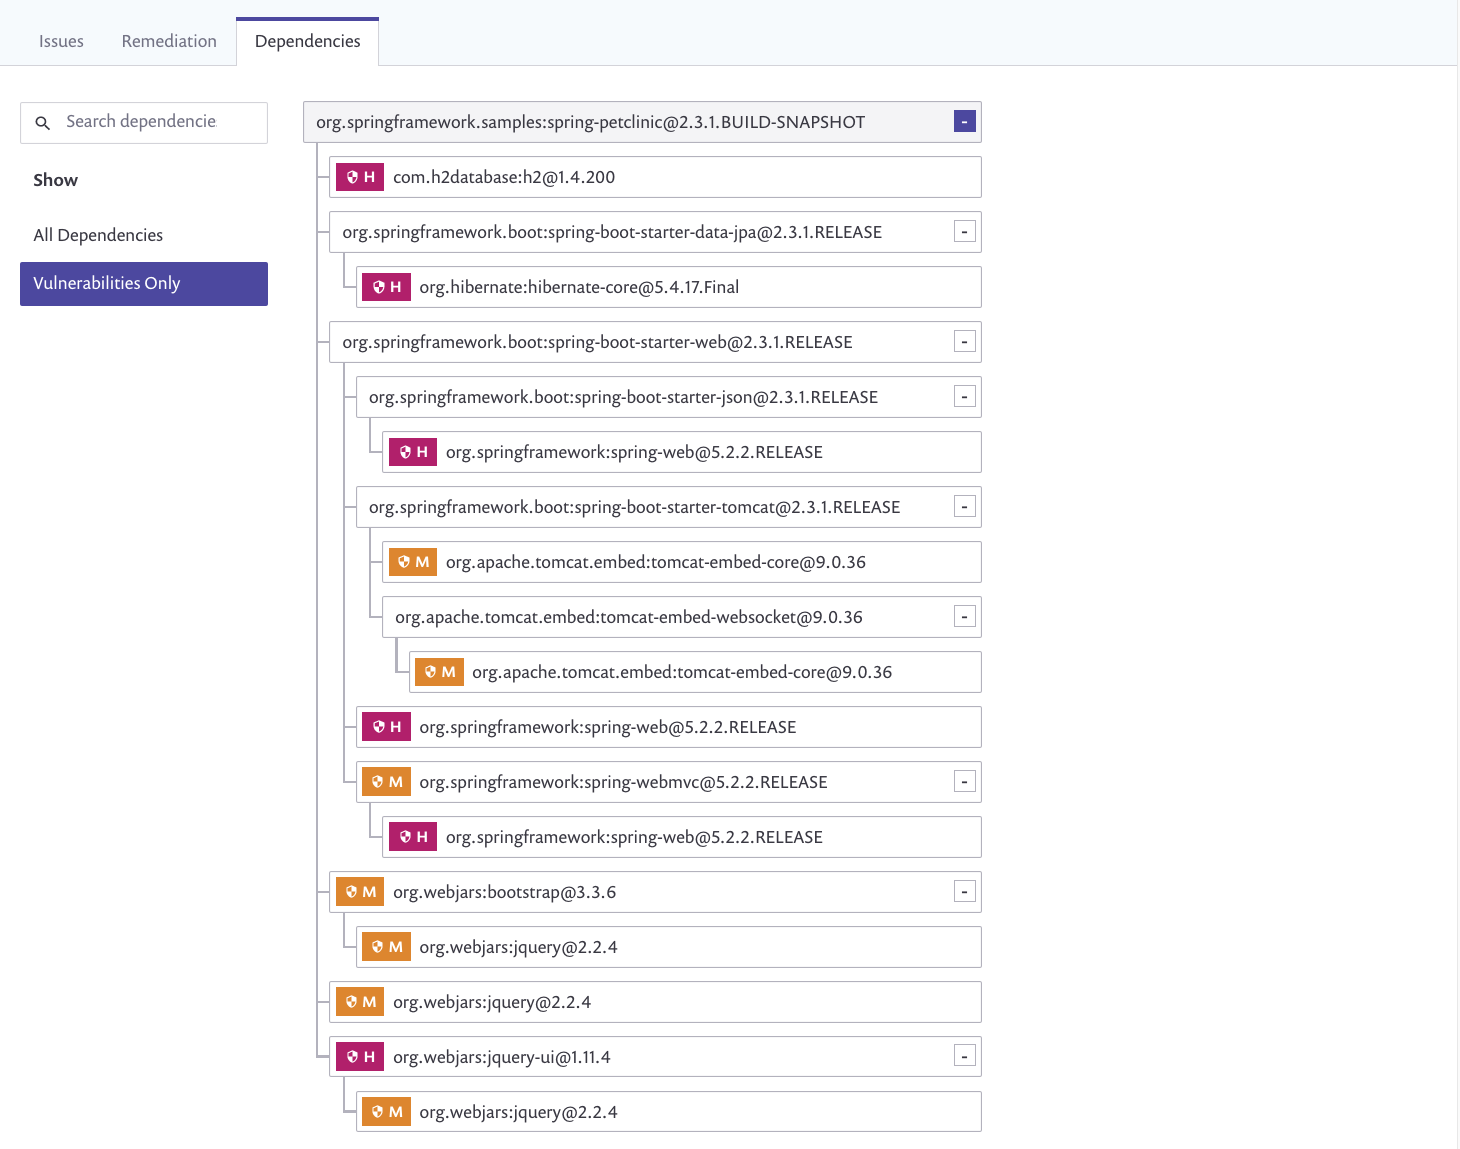 Issues Remediation Dependencies
Search dependencie
Show
All Dependencies
Vulnerabilities Only
org.springframework.samples:spring-petclinic@2.3.1.BUILD-SNAPSHOT -
H com.h2database:h2@1.4.200
org.springframework.boot:spring-boot-starter-data-jpa@2.3.1.RELEASE -
H org.hibernate:hibernate-core@5.4.17.Final
org.springframework.boot:spring-boot-starter-web@2.3.1.RELEASE -
org.springframework.boot:spring-boot-starter-json@2.3.1.RELEASE -
H org.springframework:spring-web@5.2.2.RELEASE
org.springframework.boot:spring-boot-starter-tomcat@2.3.1.RELEASE -
M org.apache.tomcat.embed:tomcat-embed-core@9.0.36
org.apache.tomcat.embed:tomcat-embed-websocket@9.0.36 -
M org.apache.tomcat.embed:tomcat-embed-core@9.0.36
H org.springframework:spring-web@5.2.2.RELEASE
M org.springframework:spring-webmvc@5.2.2.RELEASE -
H org.springframework:spring-web@5.2.2.RELEASE
M org.webjars:bootstrap@3.3.6 -
M org.webjars:jquery@2.2.4
M org.webjars:jquery@2.2.4
H org.webjars:jquery-ui@1.11.4 -
M org.webjars:jquery@2.2.4